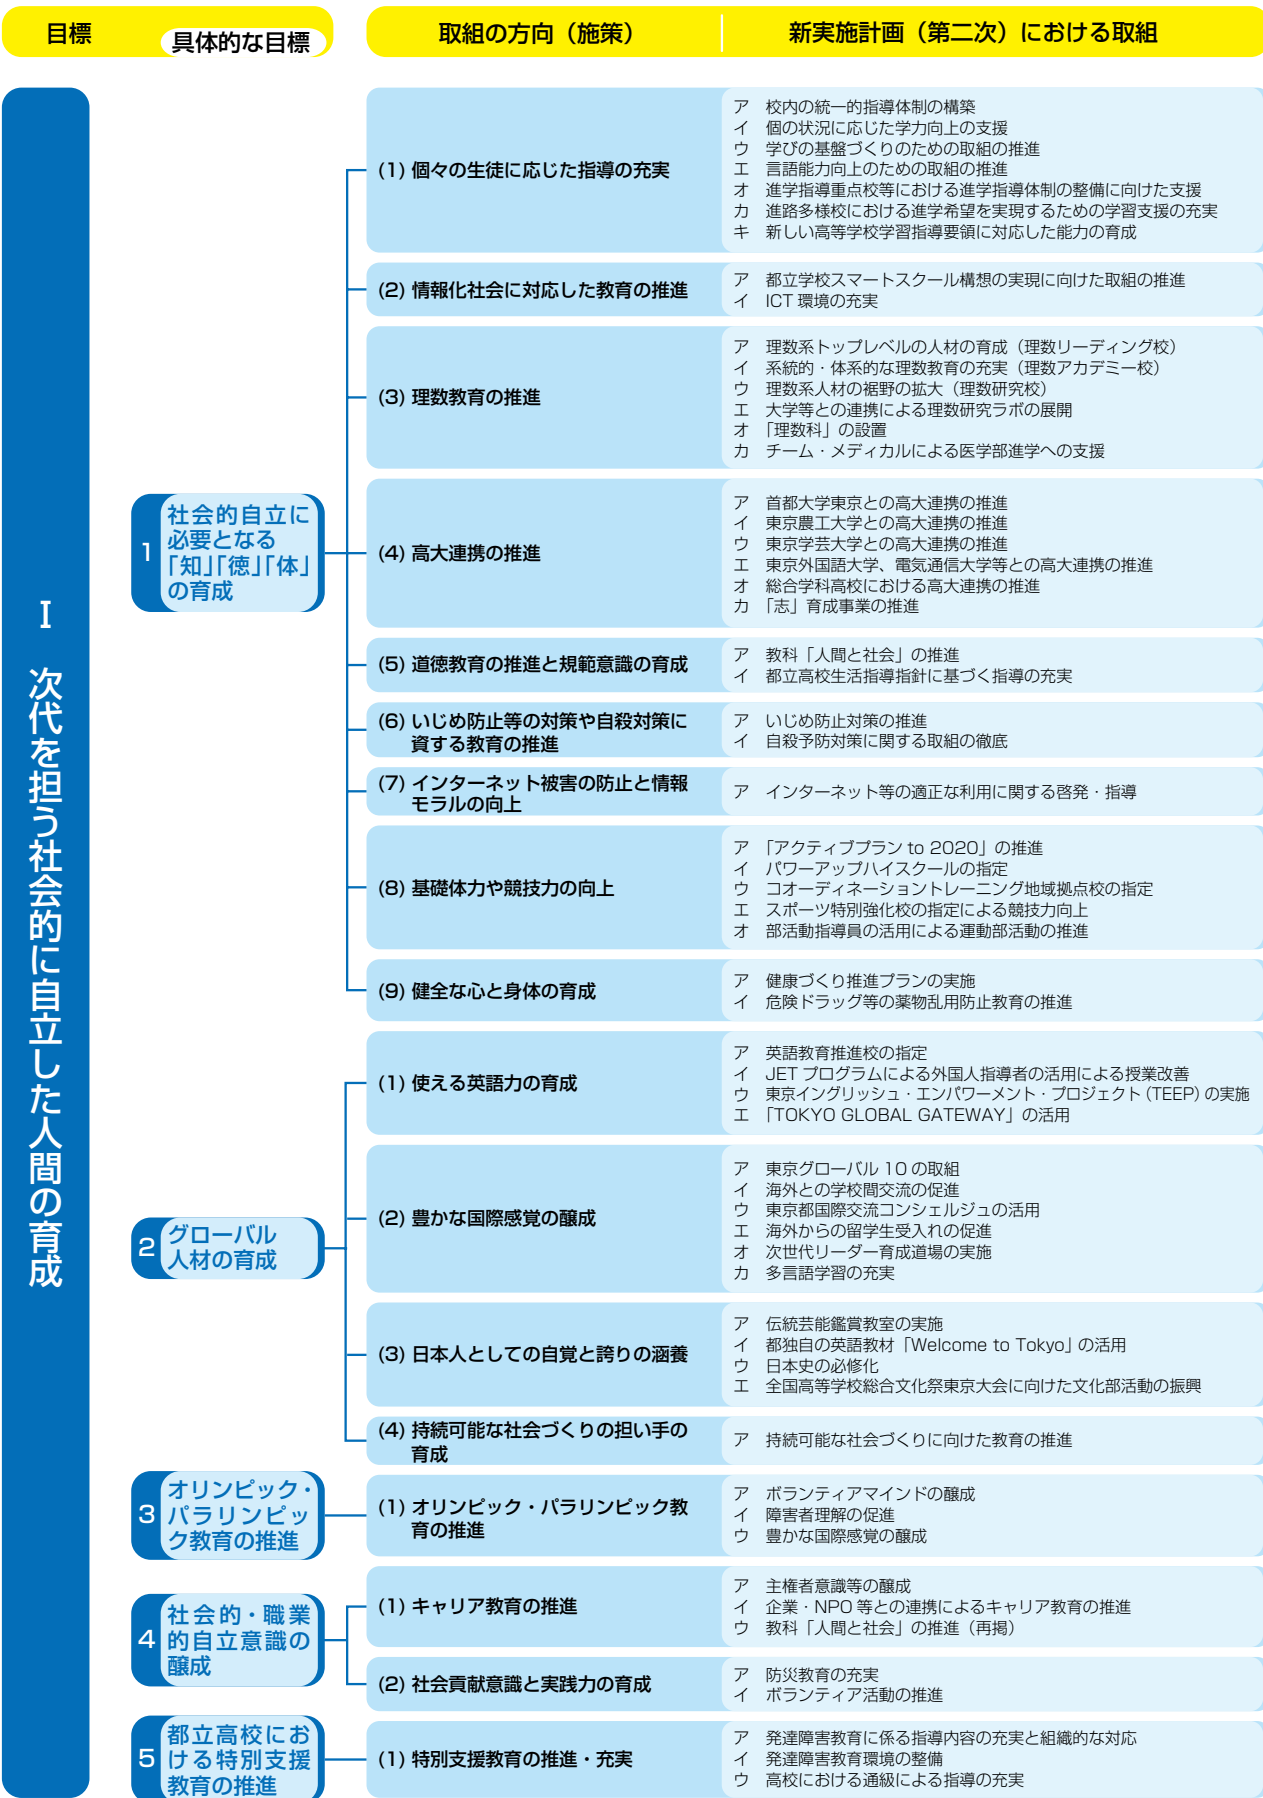 目標
具体的な目標
取組の方向（施策）
新実施計画（第二次）における取組
Ⅰ 次代を担う社会的に自立した人間の育成
1
社会的自立に
必要となる
「知」「徳」「体」
の育成
(1) 個々の生徒に応じた指導の充実
ア 校内の統一的指導体制の構築
イ 個の状況に応じた学力向上の支援
ウ 学びの基盤づくりのための取組の推進
エ 言語能力向上のための取組の推進
オ 進学指導重点校等における進学指導体制の整備に向けた支援
カ 進路多様校における進学希望を実現するための学習支援の充実
キ 新しい高等学校学習指導要領に対応した能力の育成
(2) 情報化社会に対応した教育の推進
ア 都立学校スマートスクール構想の実現に向けた取組の推進
イ ICT 環境の充実
(3) 理数教育の推進
ア 理数系トップレベルの人材の育成（理数リーディング校）
イ 系統的・体系的な理数教育の充実（理数アカデミー校）
ウ 理数系人材の裾野の拡大（理数研究校）
エ 大学等との連携による理数研究ラボの展開
オ 「理数科」の設置
カ チーム・メディカルによる医学部進学への支援
(4) 高大連携の推進
ア 首都大学東京との高大連携の推進
イ 東京農工大学との高大連携の推進
ウ 東京学芸大学との高大連携の推進
エ 東京外国語大学、電気通信大学等との高大連携の推進
オ 総合学科高校における高大連携の推進
カ 「志」育成事業の推進
(5) 道徳教育の推進と規範意識の育成
ア 教科「人間と社会」の推進
イ 都立高校生活指導指針に基づく指導の充実
(6) いじめ防止等の対策や自殺対策に
資する教育の推進
ア いじめ防止対策の推進
イ 自殺予防対策に関する取組の徹底
(7) インターネット被害の防止と情報
モラルの向上
ア インターネット等の適正な利用に関する啓発・指導
(8) 基礎体力や競技力の向上
ア 「アクティブプラン to 2020」の推進
イ パワーアップハイスクールの指定
ウ コオーディネーショントレーニング地域拠点校の指定
エ スポーツ特別強化校の指定による競技力向上
オ 部活動指導員の活用による運動部活動の推進
(9) 健全な心と身体の育成
ア 健康づくり推進プランの実施
イ 危険ドラッグ等の薬物乱用防止教育の推進
2
グローバル
人材の育成
(1) 使える英語力の育成
ア 英語教育推進校の指定
イ JET プログラムによる外国人指導者の活用による授業改善
ウ 東京イングリッシュ・エンパワーメント・プロジェクト（TEEP）の実施
エ 「TOKYO GLOBAL GATEWAY」の活用
(2) 豊かな国際感覚の醸成
ア 東京グローバル 10 の取組
イ 海外との学校間交流の促進
ウ 東京都国際交流コンシェルジュの活用
エ 海外からの留学生受入れの促進
オ 次世代リーダー育成道場の実施
カ 多言語学習の充実
(3) 日本人としての自覚と誇りの涵養
ア 伝統芸能鑑賞教室の実施
イ 都独自の英語教材「Welcome to Tokyo」の活用
ウ 日本史の必修化
エ 全国高等学校総合文化祭東京大会に向けた文化部活動の振興
(4) 持続可能な社会づくりの担い手の
育成
ア 持続可能な社会づくりに向けた教育の推進
3
オリンピック・
パラリンピッ
ク教育の推進
(1) オリンピック・パラリンピック教
育の推進
ア ボランティアマインドの醸成
イ 障害者理解の促進
ウ 豊かな国際感覚の醸成
4
社会的・職業
的自立意識の
醸成
(1) キャリア教育の推進
ア 主権者意識等の醸成
イ 企業・NPO 等との連携によるキャリア教育の推進
ウ 教科「人間と社会」の推進（再掲）
(2) 社会貢献意識と実践力の育成
ア 防災教育の充実
イ ボランティア活動の推進
5
都立高校にお
ける特別支援
教育の推進
(1) 特別支援教育の推進・充実
ア 発達障害教育に係る指導内容の充実と組織的な対応
イ 発達障害教育環境の整備
ウ 高校における通級による指導の充実